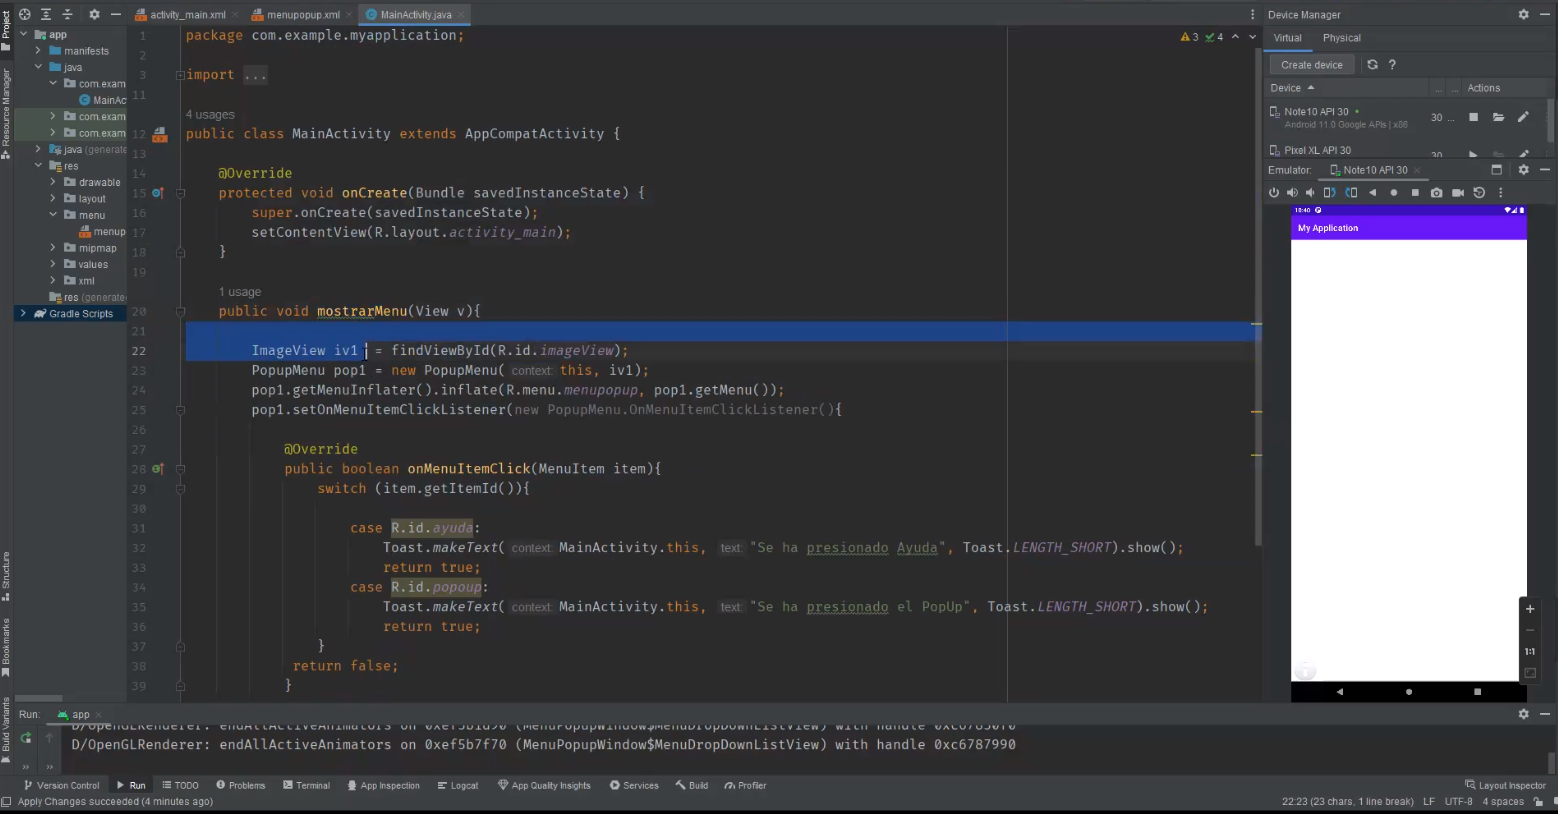 activity_main.xml
menupopup.xml
MainActivity.java
Device Manager
Project
app
manifests
java
com.exam
MainAc
com.exam
com.exam
java (generate
res
drawable
layout
menu
menup
mipmap
values
xml
res (generate
Gradle Scripts
Resource Manager
Structure
Bookmarks
Build Variants
3 4
1 package com.example.myapplication;
2
3 import ...
11
4 usages
12 public class MainActivity extends AppCompatActivity {
13
14 @Override
15 protected void onCreate(Bundle savedInstanceState) {
16 super.onCreate(savedInstanceState);
17 setContentView(R.layout.activity_main);
18 }
19
1 usage
20 public void mostrarMenu(View v){
21
22 ImageView iv1 = findViewById(R.id.imageView);
23 PopupMenu pop1 = new PopupMenu( context: this, iv1);
24 pop1.getMenuInflater().inflate(R.menu.menupopup, pop1.getMenu());
25 pop1.setOnMenuItemClickListener(new PopupMenu.OnMenuItemClickListener(){
26
27 @Override
28 public boolean onMenuItemClick(MenuItem item){
29 switch (item.getItemId()){
30
31 case R.id.ayuda:
32 Toast.makeText( context: MainActivity.this, text: "Se ha presionado Ayuda", Toast.LENGTH_SHORT).show();
33 return true;
34 case R.id.popoup:
35 Toast.makeText( context: MainActivity.this, text: "Se ha presionado el PopUp", Toast.LENGTH_SHORT).show();
36 return true;
37 }
38 return false;
39 }
Virtual Physical
Create device ?
Device ... ... Actions
Note10 API 30 30 ...
Android 11.0 Google APIs | x86
Pixel XL API 30 30
Emulator: Note10 API 30
My Application
1:1
Run: app
D/OpenGLRenderer: endAllActiveAnimators on 0xef5b7f70 (MenuPopupWindow$MenuDropDownListView) with handle 0xc6787990
Version Control Run TODO Problems Terminal App Inspection Logcat App Quality Insights Services Build Profiler Layout Inspector
Apply Changes succeeded (4 minutes ago) 22:23 (23 chars, 1 line break) LF UTF-8 4 spaces